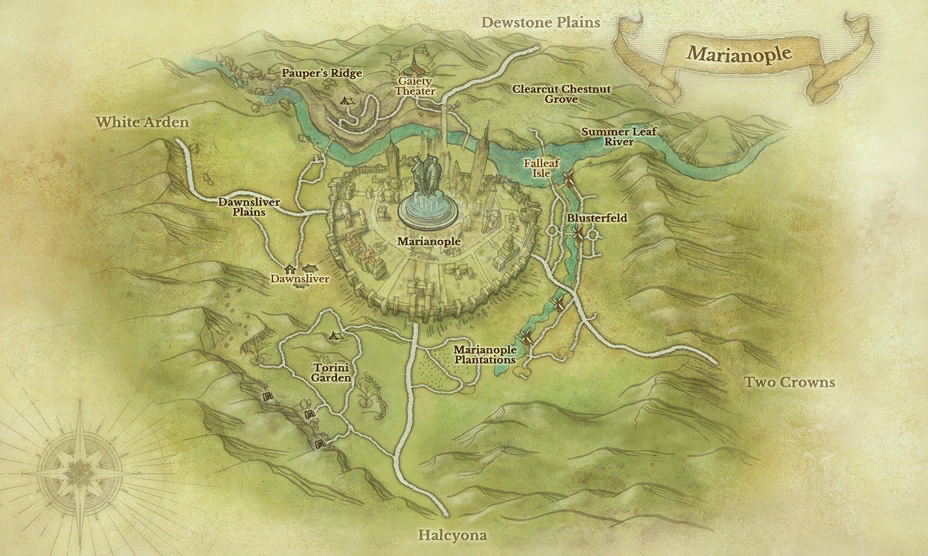 Dewstone Plains
Marianople
Pauper's Ridge
Gaiety
Theater
Clearcut Chestnut
Grove
White Arden
Summer Leaf
River
Falleaf
Isle
Dawnsliver
Plains
Blusterfeld
Marianople
Dawnsliver
Marianople
Plantations
Torini
Garden
Two Crowns
Halcyona